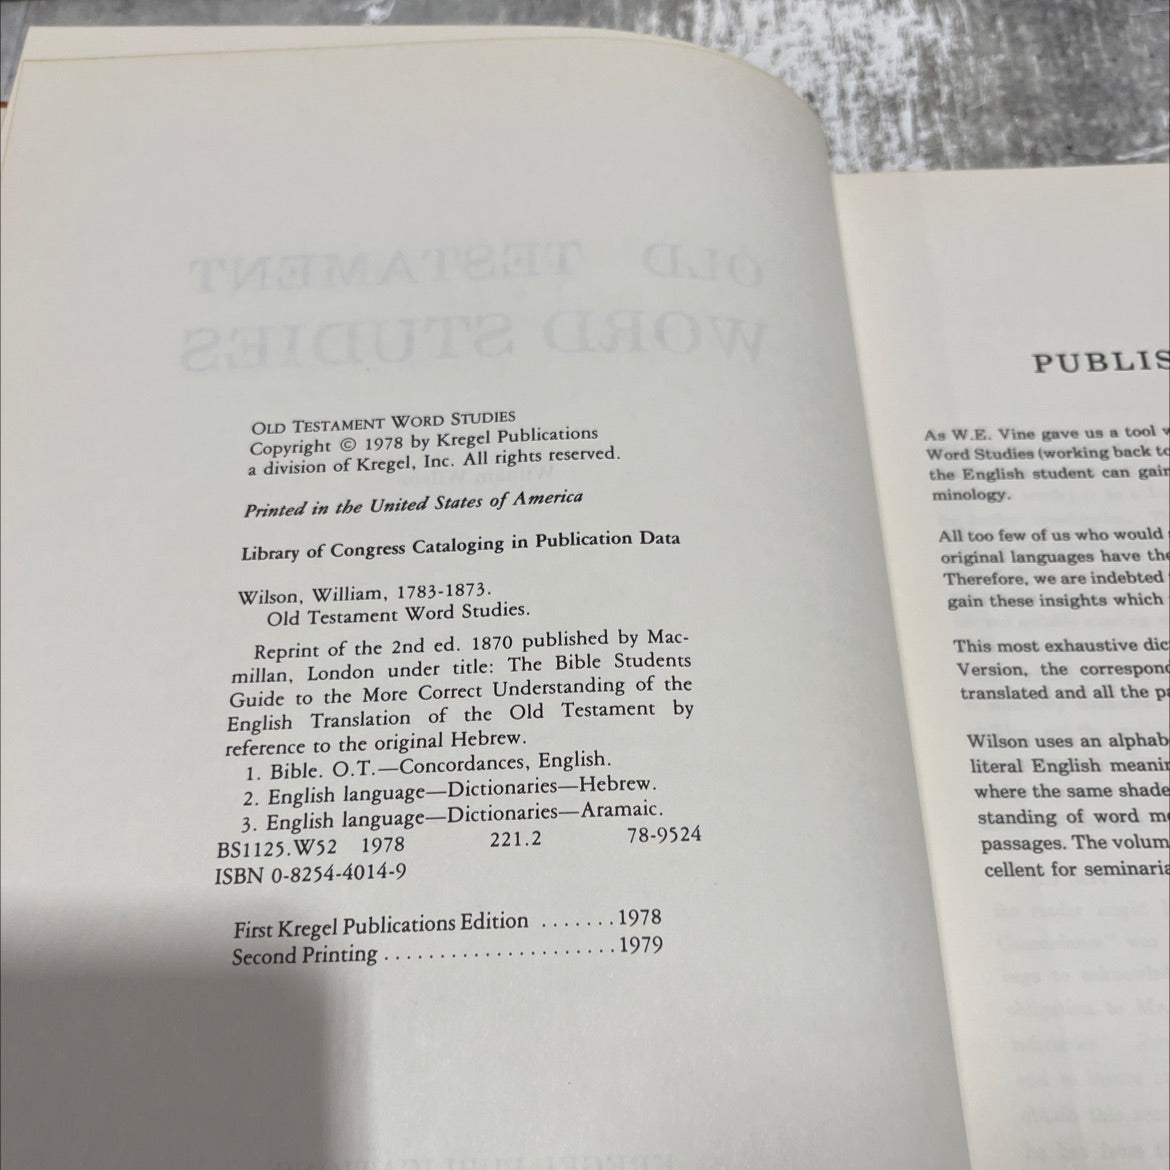 OLD TESTAMENT
WORD STUDIES
OLD TESTAMENT WORD STUDIES
Copyright © 1978 by Kregel Publications
a division of Kregel, Inc. All rights reserved.
Printed in the United States of America
Library of Congress Cataloging in Publication Data
Wilson, William, 1783-1873.
Old Testament Word Studies.
Reprint of the 2nd ed. 1870 published by Mac-
millan, London under title: The Bible Students
Guide to the More Correct Understanding of the
English Translation of the Old Testament by
reference to the original Hebrew.
1. Bible. O.T.—Concordances, English.
2. English language—Dictionaries—Hebrew.
3. English language—Dictionaries—Aramaic.
BS1125.W52 1978 221.2 78-9524
ISBN 0-8254-4014-9
First Kregel Publications Edition .......1978
Second Printing .....................1979
PUBLIS
As W.E. Vine gave us a tool
Word Studies (working back to
the English student can gain
minology.
All too few of us who would
original languages have the
Therefore, we are indebted
gain these insights which
This most exhaustive dic
Version, the correspond
translated and all the pa
Wilson uses an alphab
literal English meanin
where the same shade
standing of word me
passages. The volum
cellent for seminaria